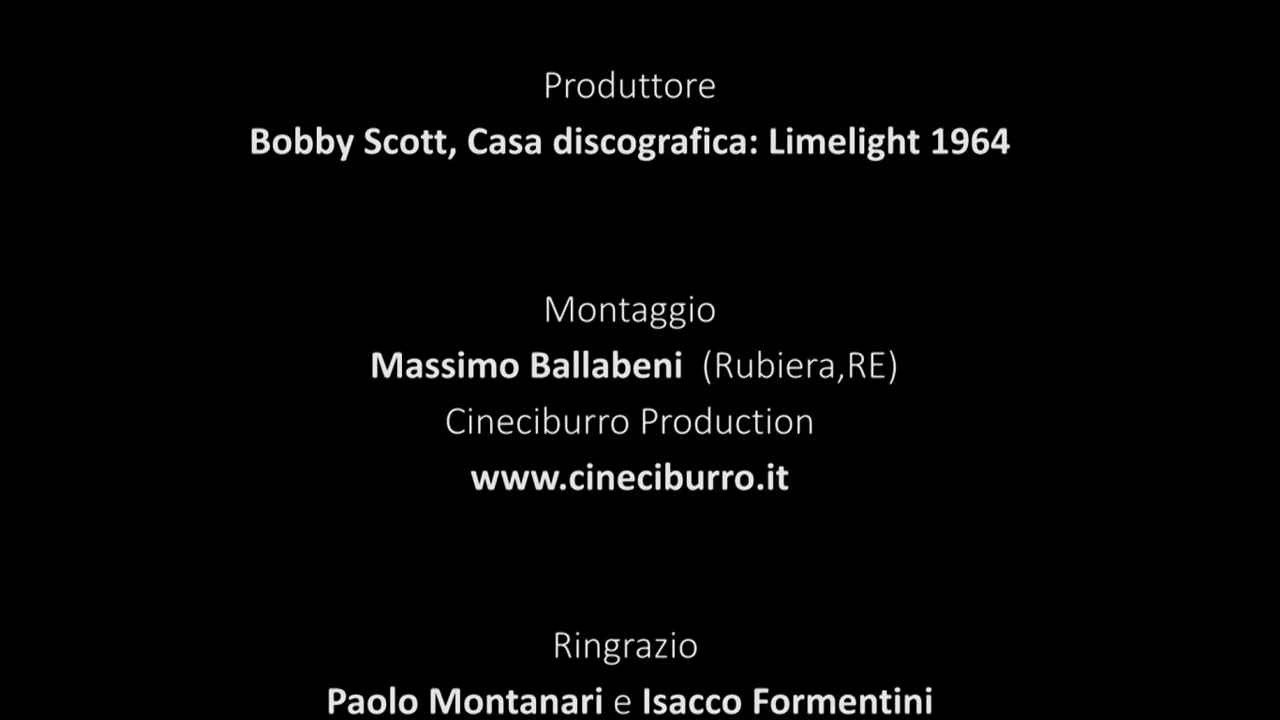 Produttore
Bobby Scott, Casa discografica: Limelight 1964
Montaggio
Massimo Ballabeni (Rubiera,RE)
Cineciburro Production
www.cineciburro.it
Ringrazio
Paolo Montanari e Isacco Formentini